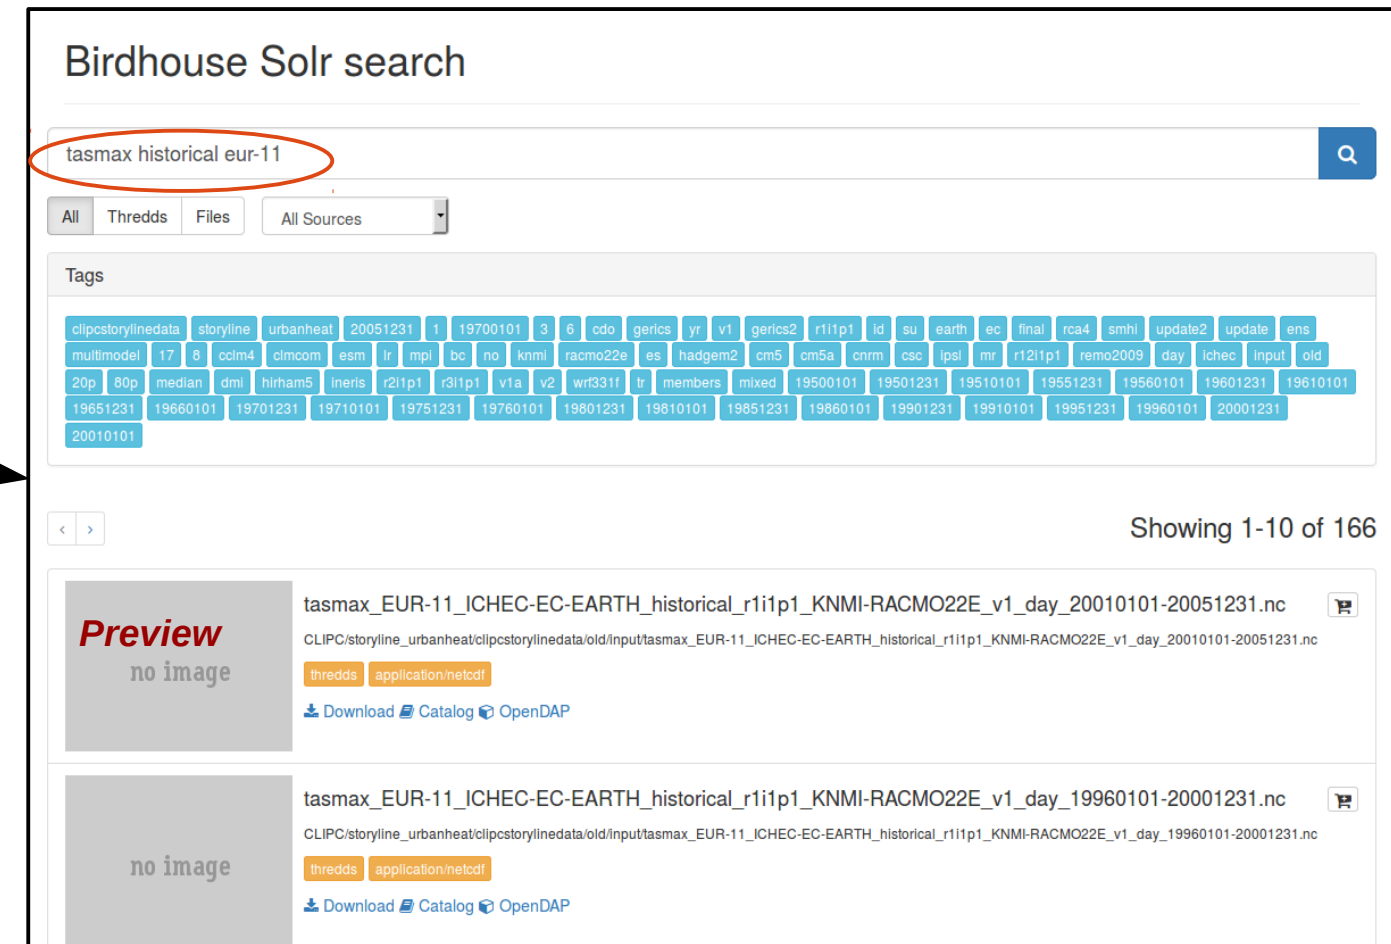 Birdhouse Solr search
tasmax historical eur-11
All Thredds Files All Sources
Tags
clipcstorylinedata storyline urbanheat 20051231 1 19700101 3 6 cdo gerics yr v1 gerics2 r1i1p1 id su earth ec final rca4 smhi update2 update ens
multimodel 17 8 cclm4 clmcom esm lr mpi bc no knmi racmo22e es hadgem2 cm5 cm5a cnrm csc ipsl mr r12i1p1 remo2009 day ichec input old
20p 80p median dmi hirham5 ineris r2i1p1 r3i1p1 v1a v2 wrf331f tr members mixed 19500101 19501231 19510101 19551231 19560101 19601231 19610101
19651231 19660101 19701231 19710101 19751231 19760101 19801231 19810101 19851231 19860101 19901231 19910101 19951231 19960101 20001231
20010101
Showing 1-10 of 166
Preview
no image
tasmax_EUR-11_ICHEC-EC-EARTH_historical_r1i1p1_KNMI-RACMO22E_v1_day_20010101-20051231.nc
CLIPC/storyline_urbanheat/clipcstorylinedata/old/input/tasmax_EUR-11_ICHEC-EC-EARTH_historical_r1i1p1_KNMI-RACMO22E_v1_day_20010101-20051231.nc
thredds application/netcdf
Download Catalog OpenDAP
no image
tasmax_EUR-11_ICHEC-EC-EARTH_historical_r1i1p1_KNMI-RACMO22E_v1_day_19960101-20001231.nc
CLIPC/storyline_urbanheat/clipcstorylinedata/old/input/tasmax_EUR-11_ICHEC-EC-EARTH_historical_r1i1p1_KNMI-RACMO22E_v1_day_19960101-20001231.nc
thredds application/netcdf
Download Catalog OpenDAP